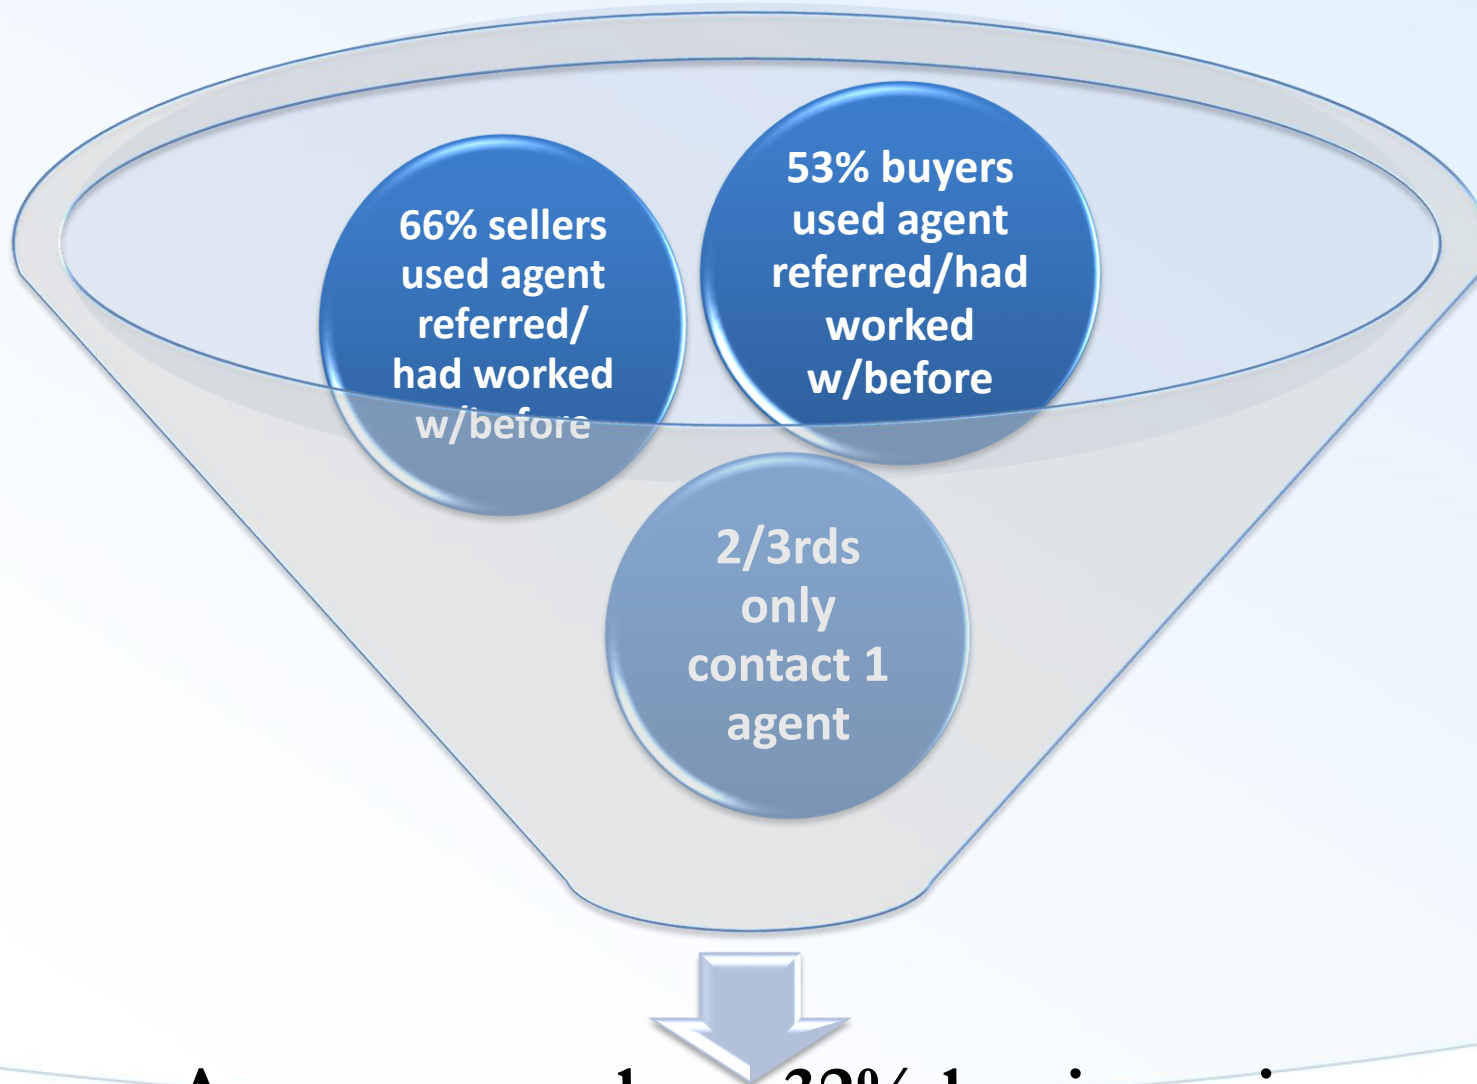 66% sellers
used agent
referred/
had worked
w/before
53% buyers
used agent
referred/had
worked
w/before
2/3rds
only
contact 1
agent
32%